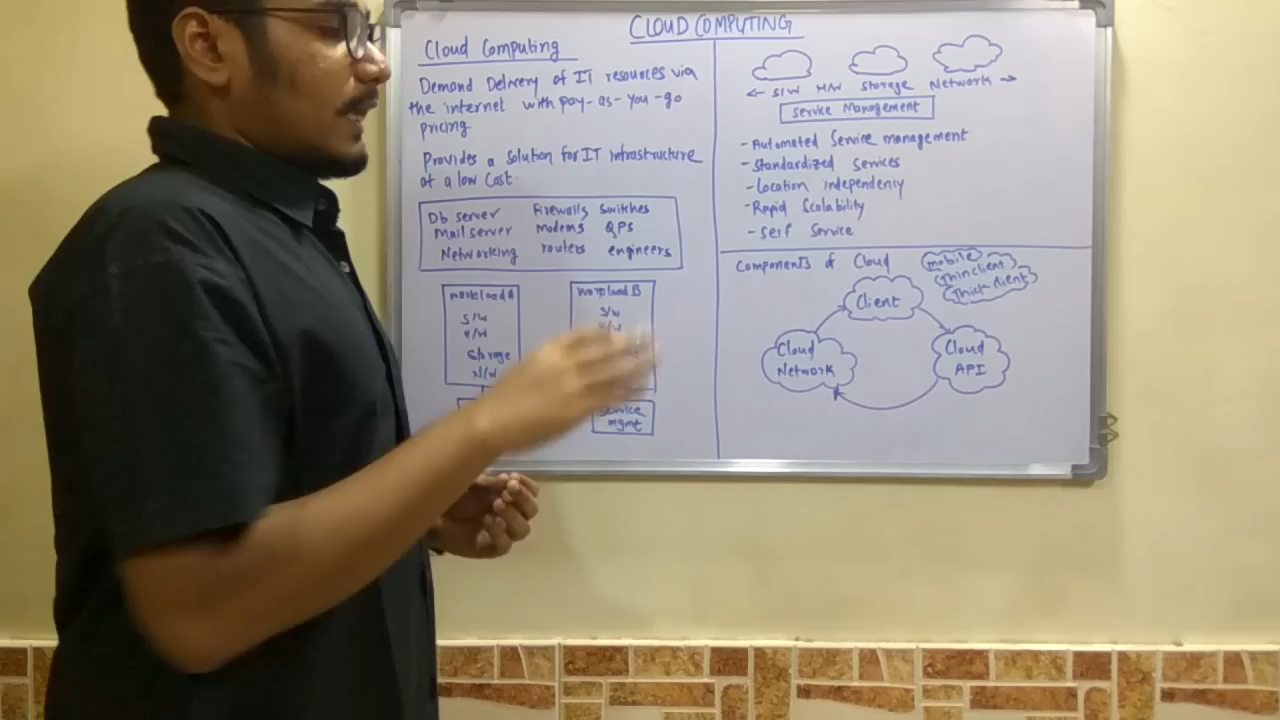 CLOUD COMPUTING
Cloud Computing
Demand Delivery of IT resources via
the internet with pay-as-you-go
pricing
Provides a solution for IT infrastructure
at a low cost.
Db server Firewalls switches
Mail server modems QPS
Networking routers engineers
Workload A
S/W
H/W
Storage
N/W
Workload B
S/W
H/W
Service
mgmt
← S/W H/W Storage Network →
Service Management
- Automated Service management
- Standardized Services
- Location independency
- Rapid Scalability
- Self Service
Components of Cloud
mobile
Thin client
Thick client
Client
Cloud
Network
Cloud
API